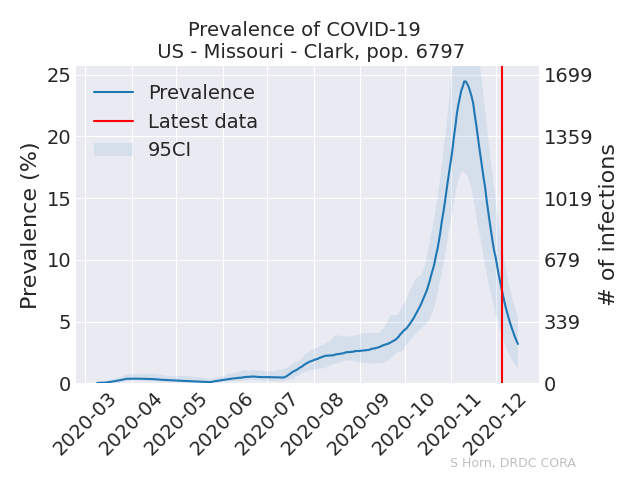 Prevalence of COVID-19
US - Missouri - Clark, pop. 6797
Prevalence
Latest data
95CI
Prevalence (%)
25
20
15
10
5
0
1699
1359
1019
679
339
0
# of infections
2020-03
2020-04
2020-05
2020-06
2020-07
2020-08
2020-09
2020-10
2020-11
2020-12
S Horn, DRDC CORA